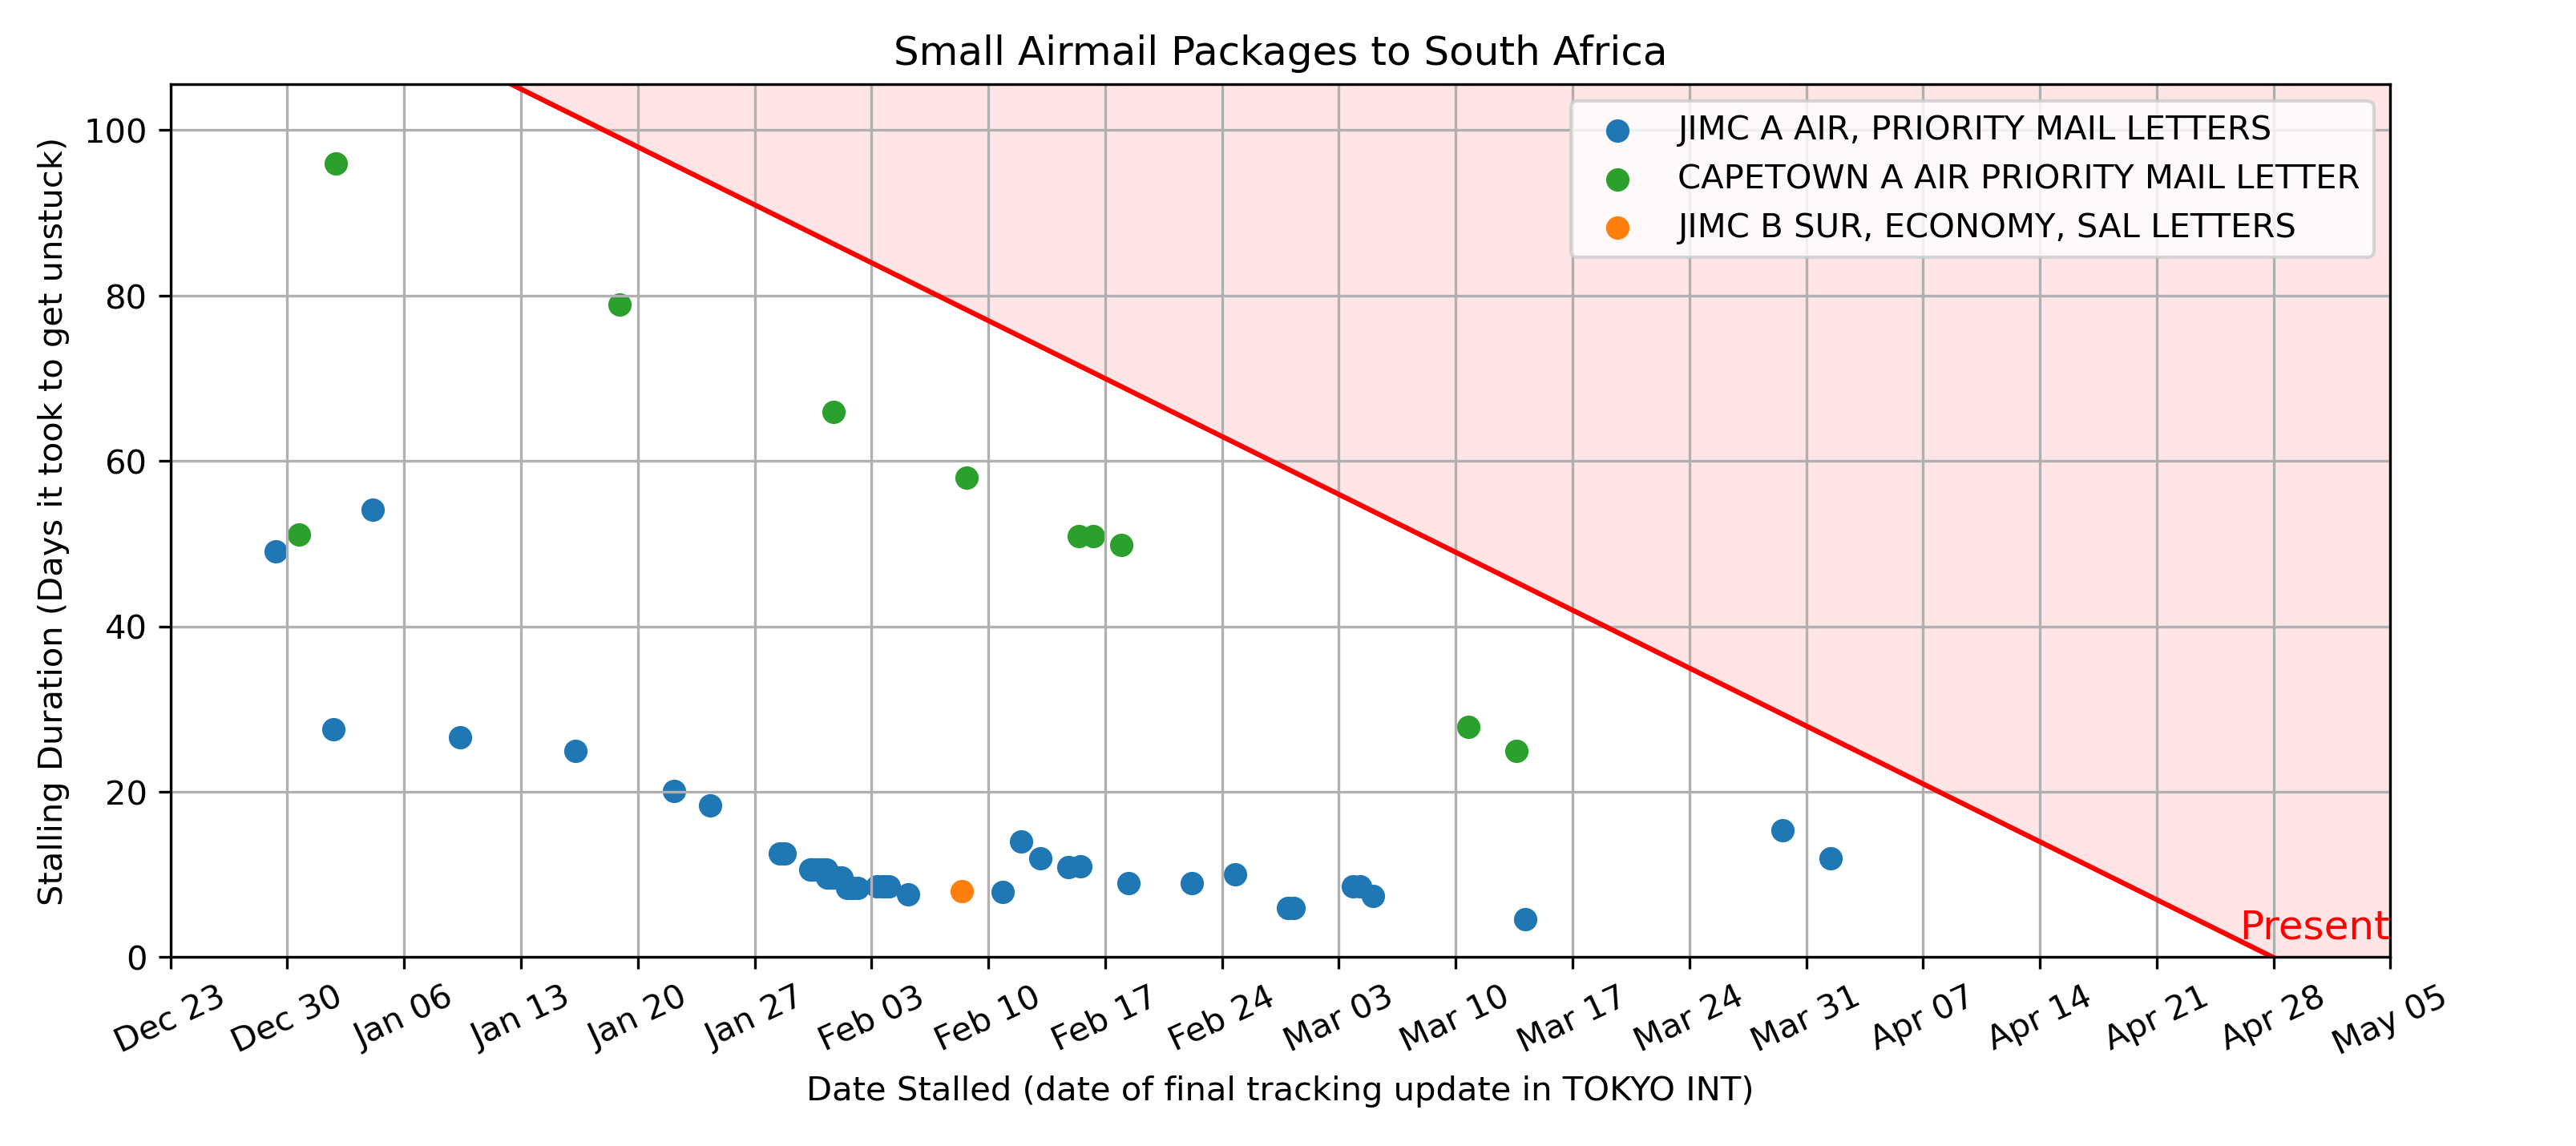 Small Airmail Packages to South Africa
JIMC A AIR, PRIORITY MAIL LETTERS
CAPETOWN A AIR PRIORITY MAIL LETTER
JIMC B SUR, ECONOMY, SAL LETTERS
Stalling Duration (Days it took to get unstuck)
100
80
60
40
20
0
Present
Dec 23
Dec 30
Jan 06
Jan 13
Jan 20
Jan 27
Feb 03
Feb 10
Feb 17
Feb 24
Mar 03
Mar 10
Mar 17
Mar 24
Mar 31
Apr 07
Apr 14
Apr 21
Apr 28
May 05
Date Stalled (date of final tracking update in TOKYO INT)